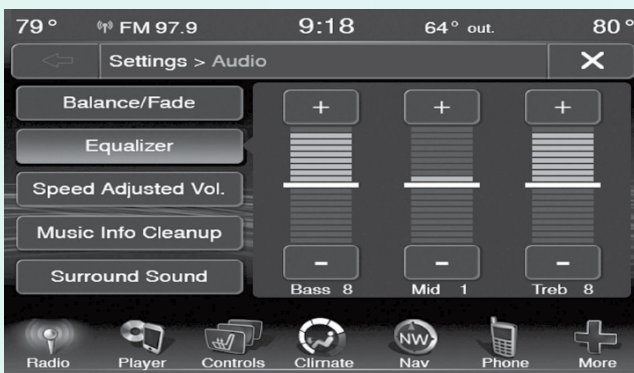 79° FM 97.9 9:18 64° out. 80°
Settings > Audio X
Balance/Fade
Equalizer
Speed Adjusted Vol.
Music Info Cleanup
Surround Sound
+ + +
- - -
Bass 8 Mid 1 Treb 8
NW
Radio Player Controls Climate Nav Phone More